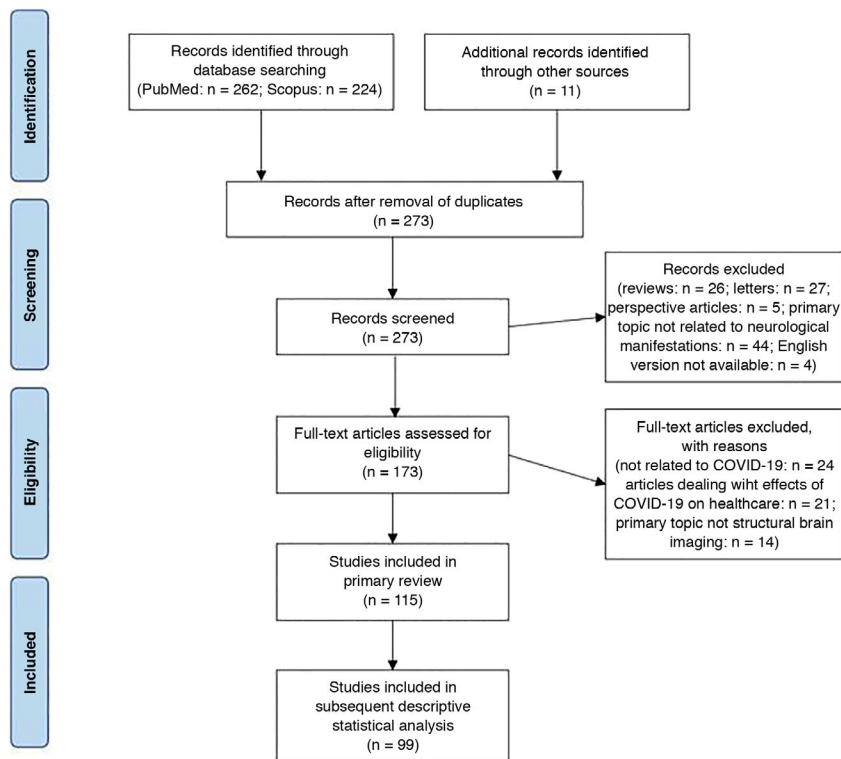 Identification
Records identified through
database searching
(PubMed: n = 262; Scopus: n = 224)
Additional records identified
through other sources
(n = 11)
Records after removal of duplicates
(n = 273)
Screening
Records screened
(n = 273)
Records excluded
(reviews: n = 26; letters: n = 27;
perspective articles: n = 5; primary
topic not related to neurological
manifestations: n = 44; English
version not available: n = 4)
Eligibility
Full-text articles assessed for
eligibility
(n = 173)
Full-text articles excluded,
with reasons
(not related to COVID-19: n = 24
articles dealing wiht effects of
COVID-19 on healthcare: n = 21;
primary topic not structural brain
imaging: n = 14)
Studies included in
primary review
(n = 115)
Included
Studies included in
subsequent descriptive
statistical analysis
(n = 99)